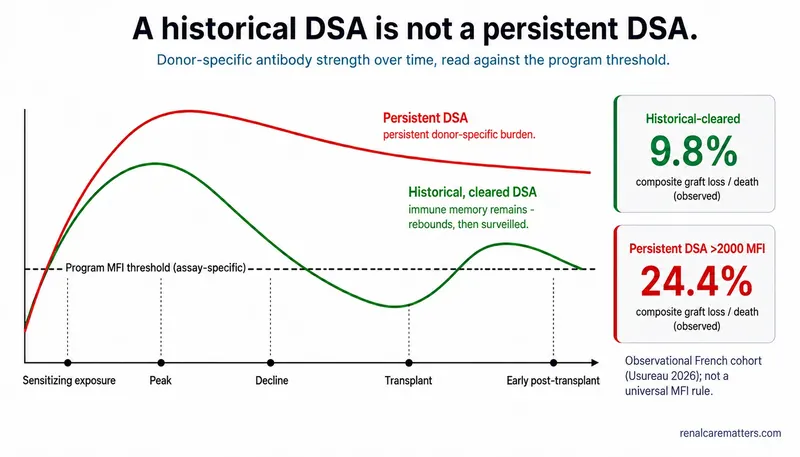 A historical DSA is not a persistent DSA.
Donor-specific antibody strength over time, read against the program threshold.
Persistent DSA
persistent donor-specific burden.
Historical, cleared DSA
immune memory remains -
rebounds, then surveilled.
Program MFI threshold (assay-specific)
Sensitizing exposure
Peak
Decline
Transplant
Early post-transplant
Historical-cleared
9.8%
composite graft loss / death
(observed)
Persistent DSA >2000 MFI
24.4%
composite graft loss / death
(observed)
Observational French cohort
(Usureau 2026); not a
universal MFI rule.
renalcarematters.com